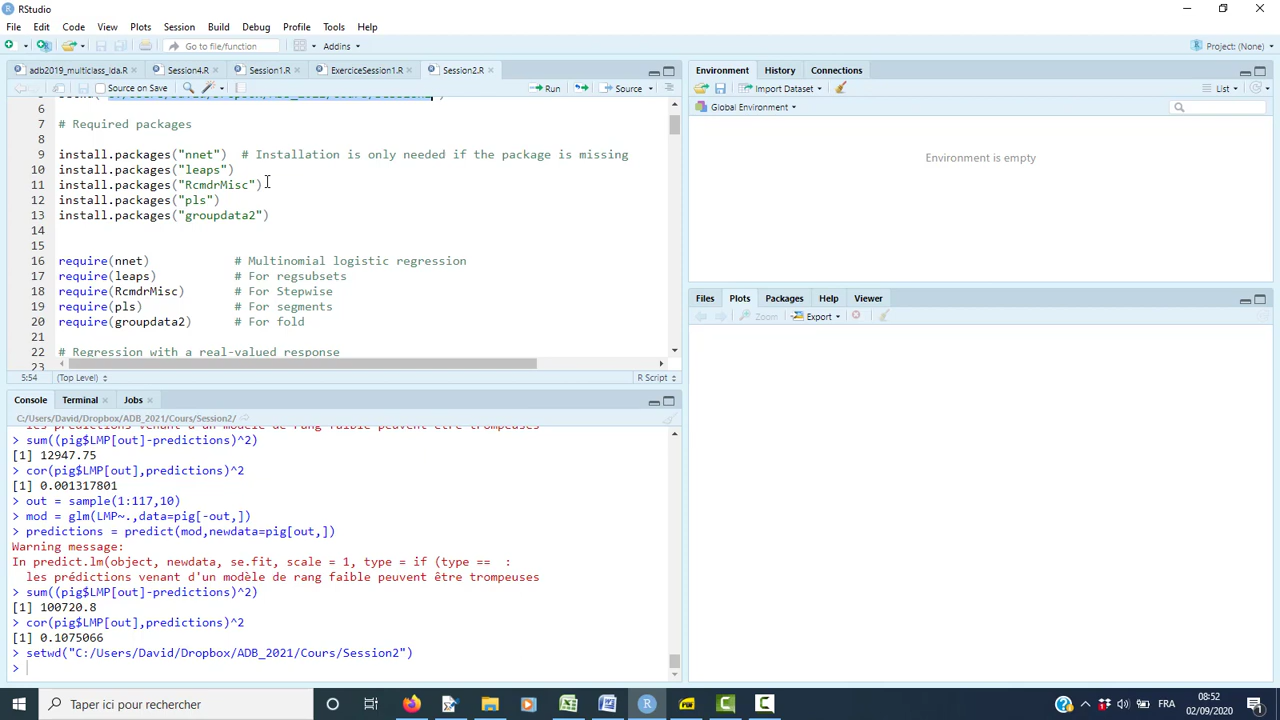 RStudio
File Edit Code View Plots Session Build Debug Profile Tools Help
Go to file/function Addins Project: (None)
adb2019_multiclass_lda.R Session4.R Session1.R ExerciceSession1.R Session2.R
Source on Save Run Source
6
7 # Required packages
8
9 install.packages("nnet") # Installation is only needed if the package is missing
10 install.packages("leaps")
11 install.packages("RcmdrMisc")
12 install.packages("pls")
13 install.packages("groupdata2")
14
15
16 require(nnet) # Multinomial logistic regression
17 require(leaps) # For regsubsets
18 require(RcmdrMisc) # For Stepwise
19 require(pls) # For segments
20 require(groupdata2) # For fold
21
22 # Regression with a real-valued response
23
5:54 (Top Level) R Script
Console Terminal Jobs
C:/Users/David/Dropbox/ADB_2021/Cours/Session2/
les prédictions venant d'un modèle de rang faible peuvent être trompeuses
> sum((pig$LMP[out]-predictions)^2)
[1] 12947.75
> cor(pig$LMP[out],predictions)^2
[1] 0.001317801
> out = sample(1:117,10)
> mod = glm(LMP~.,data=pig[-out,])
> predictions = predict(mod,newdata=pig[out,])
Warning message:
In predict.lm(object, newdata, se.fit, scale = 1, type = if (type == :
les prédictions venant d'un modèle de rang faible peuvent être trompeuses
> sum((pig$LMP[out]-predictions)^2)
[1] 100720.8
> cor(pig$LMP[out],predictions)^2
[1] 0.1075066
> setwd("C:/Users/David/Dropbox/ADB_2021/Cours/Session2")
>
Environment History Connections
Import Dataset List
Global Environment
Environment is empty
Files Plots Packages Help Viewer
Zoom Export
Taper ici pour rechercher
FRA
08:52
02/09/2020